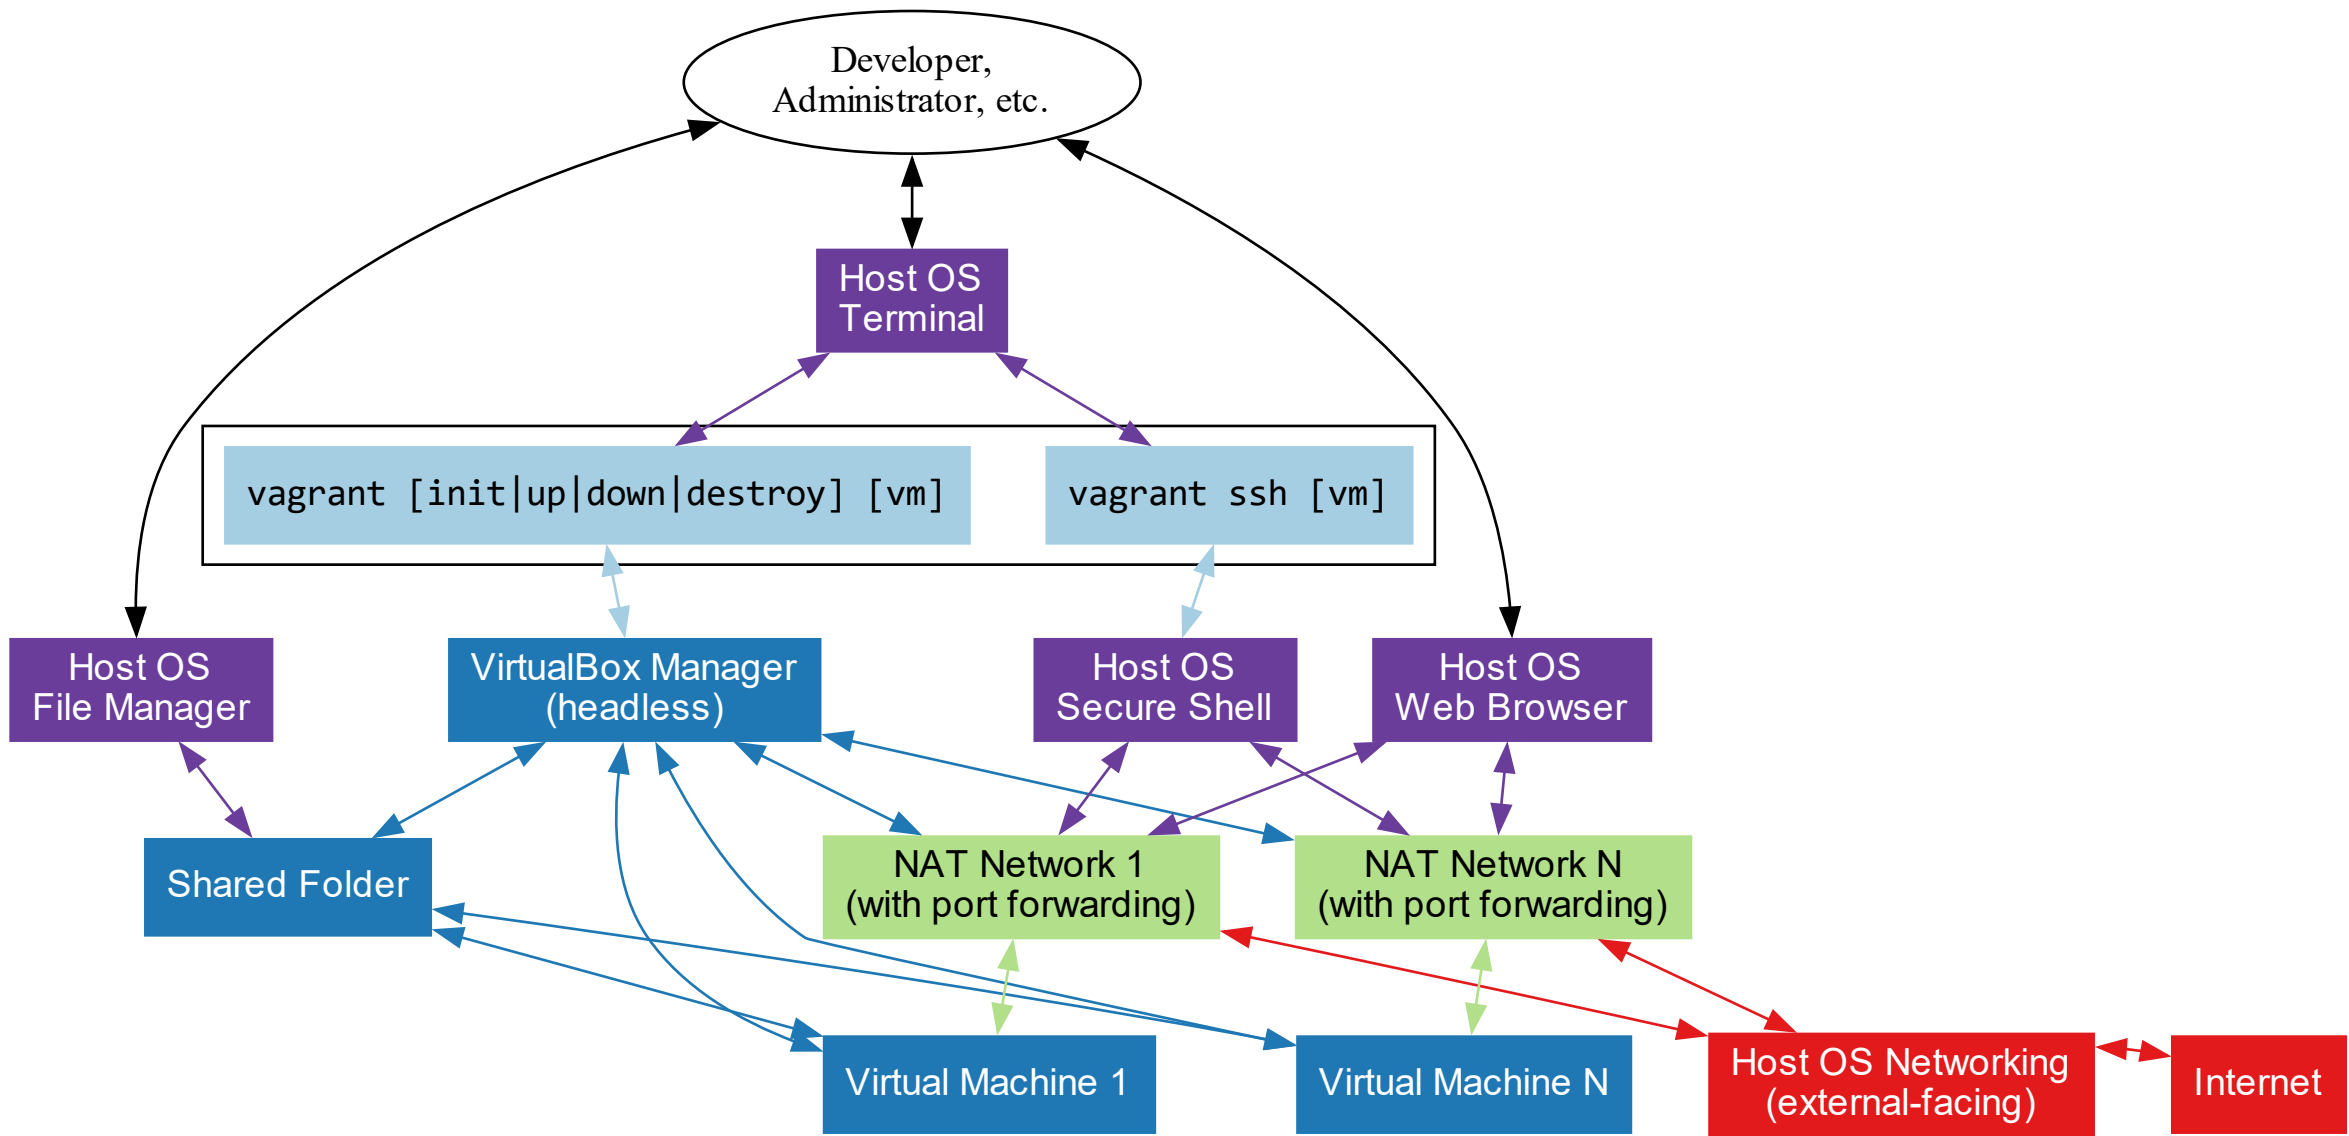 Developer,
Administrator, etc.
Host OS
Terminal
vagrant [init|up|down|destroy] [vm]
vagrant ssh [vm]
Host OS
File Manager
VirtualBox Manager
(headless)
Host OS
Secure Shell
Host OS
Web Browser
Shared Folder
NAT Network 1
(with port forwarding)
NAT Network N
(with port forwarding)
Virtual Machine 1
Virtual Machine N
Host OS Networking
(external-facing)
Internet